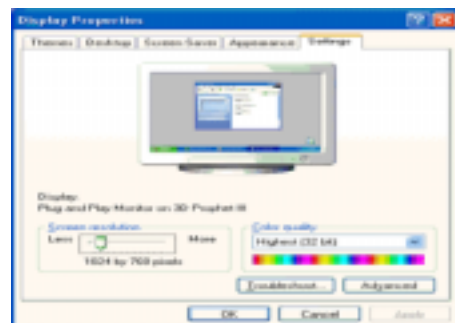 Display Properties
Themes Desktop Screen Saver Appearance Settings
Display:
Plug and Play Monitor on 3D Prophet III
Screen resolution
Less More
1024 by 768 pixels
Color quality
Highest (32 bit)
Troubleshoot... Advanced
OK Cancel Apply